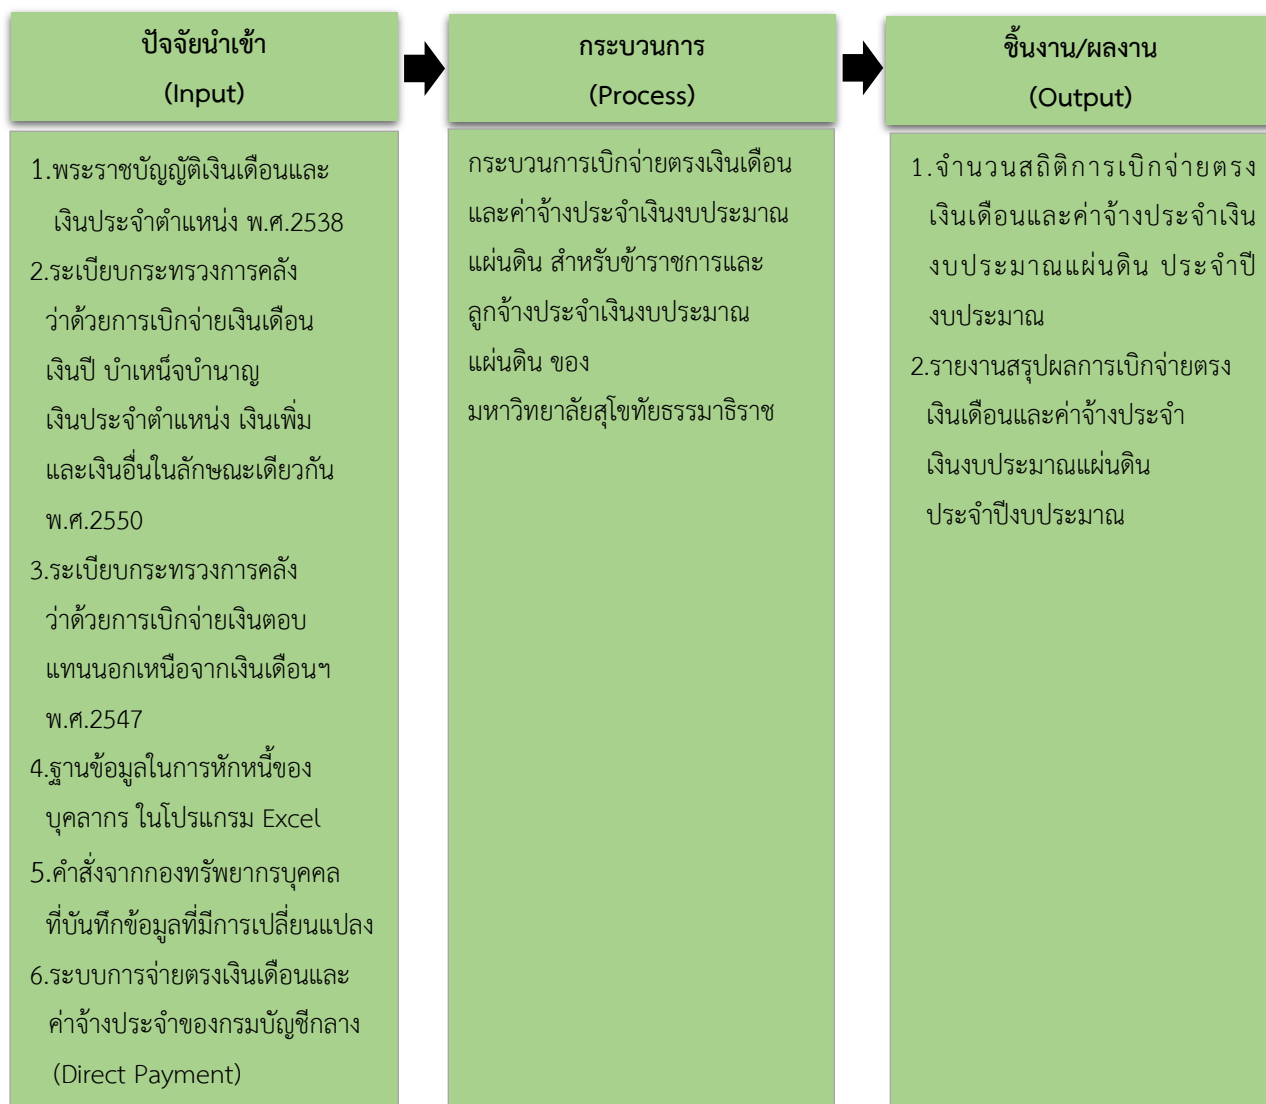 ปัจจัยนำเข้า
(Input)
1.พระราชบัญญัติเงินเดือนและ
เงินประจำตำแหน่ง พ.ศ.2538
2.ระเบียบกระทรวงการคลัง
ว่าด้วยการเบิกจ่ายเงินเดือน
เงินปี บำเหน็จบำนาญ
เงินประจำตำแหน่ง เงินเพิ่ม
และเงินอื่นในลักษณะเดียวกัน
พ.ศ.2550
3.ระเบียบกระทรวงการคลัง
ว่าด้วยการเบิกจ่ายเงินตอบ
แทนนอกเหนือจากเงินเดือนฯ
พ.ศ.2547
4.ฐานข้อมูลในการหักหนี้ของ
บุคลากร ในโปรแกรม Excel
5.คำสั่งจากกองทรัพยากรบุคคล
ที่บันทึกข้อมูลที่มีการเปลี่ยนแปลง
6.ระบบการจ่ายตรงเงินเดือนและ
ค่าจ้างประจำของกรมบัญชีกลาง
(Direct Payment)
กระบวนการ
(Process)
กระบวนการเบิกจ่ายตรงเงินเดือน
และค่าจ้างประจำเงินงบประมาณ
แผ่นดิน สำหรับข้าราชการและ
ลูกจ้างประจำเงินงบประมาณ
แผ่นดิน ของ
มหาวิทยาลัยสุโขทัยธรรมาธิราช
ชิ้นงาน/ผลงาน
(Output)
1.จำนวนสถิติการเบิกจ่ายตรง
เงินเดือนและค่าจ้างประจำเงิน
งบประมาณแผ่นดิน ประจำปี
งบประมาณ
2.รายงานสรุปผลการเบิกจ่ายตรง
เงินเดือนและค่าจ้างประจำ
เงินงบประมาณแผ่นดิน
ประจำปีงบประมาณ